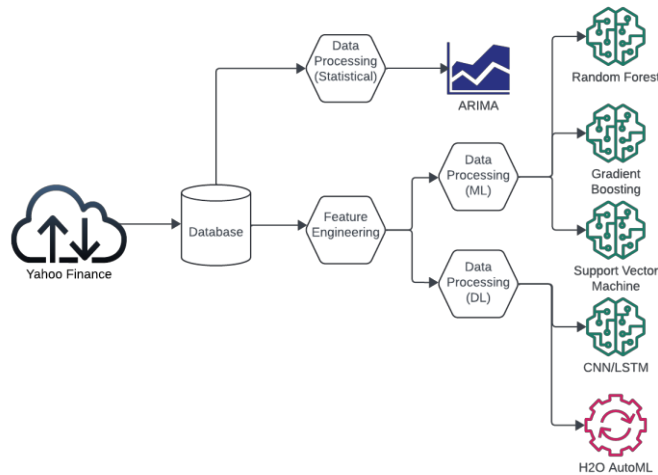 Data
Processing
(Statistical)
ARIMA
Random Forest
Data
Processing
(ML)
Gradient
Boosting
Yahoo Finance
Database
Feature
Engineering
Support Vector
Machine
Data
Processing
(DL)
CNN/LSTM
H2O AutoML